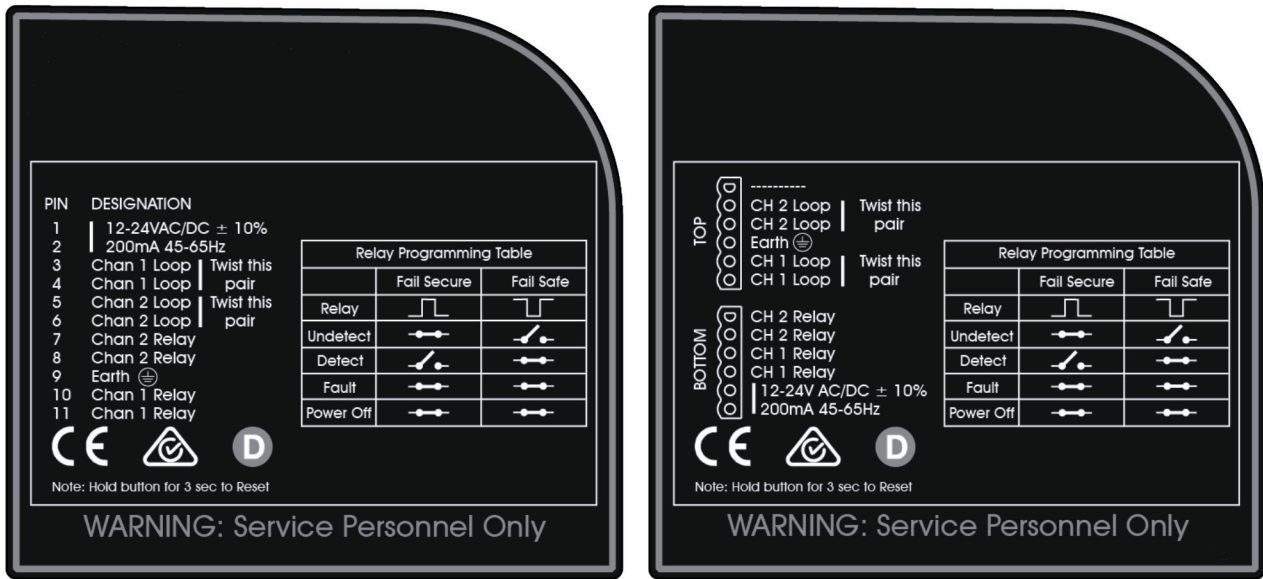 PIN DESIGNATION
1 12-24VAC/DC ± 10%
2 200mA 45-65Hz
3 Chan 1 Loop Twist this
4 Chan 1 Loop pair
5 Chan 2 Loop Twist this
6 Chan 2 Loop pair
7 Chan 2 Relay
8 Chan 2 Relay
9 Earth
10 Chan 1 Relay
11 Chan 1 Relay
Relay Programming Table
Fail Secure Fail Safe
Relay
Undetect
Detect
Fault
Power Off
CE D
Note: Hold button for 3 sec to Reset
WARNING: Service Personnel Only
TOP
----------
CH 2 Loop Twist this
CH 2 Loop pair
Earth
CH 1 Loop Twist this
CH 1 Loop pair
BOTTOM
CH 2 Relay
CH 2 Relay
CH 1 Relay
CH 1 Relay
12-24V AC/DC ± 10%
200mA 45-65Hz
Relay Programming Table
Fail Secure Fail Safe
Relay
Undetect
Detect
Fault
Power Off
CE D
Note: Hold button for 3 sec to Reset
WARNING: Service Personnel Only